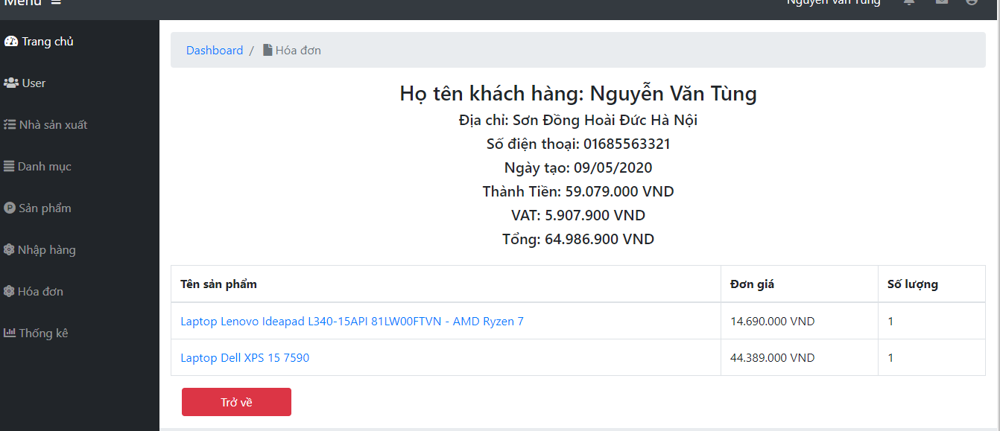 Menu
Nguyễn Văn Tùng
Trang chủ
User
Nhà sản xuất
Danh mục
Sản phẩm
Nhập hàng
Hóa đơn
Thống kê
Dashboard / Hóa đơn
Họ tên khách hàng: Nguyễn Văn Tùng
Địa chỉ: Sơn Đồng Hoài Đức Hà Nội
Số điện thoại: 01685563321
Ngày tạo: 09/05/2020
Thành Tiền: 59.079.000 VND
VAT: 5.907.900 VND
Tổng: 64.986.900 VND
Tên sản phẩm Đơn giá Số lượng
Laptop Lenovo Ideapad L340-15API 81LW00FTVN - AMD Ryzen 7 14.690.000 VND 1
Laptop Dell XPS 15 7590 44.389.000 VND 1
Trở về